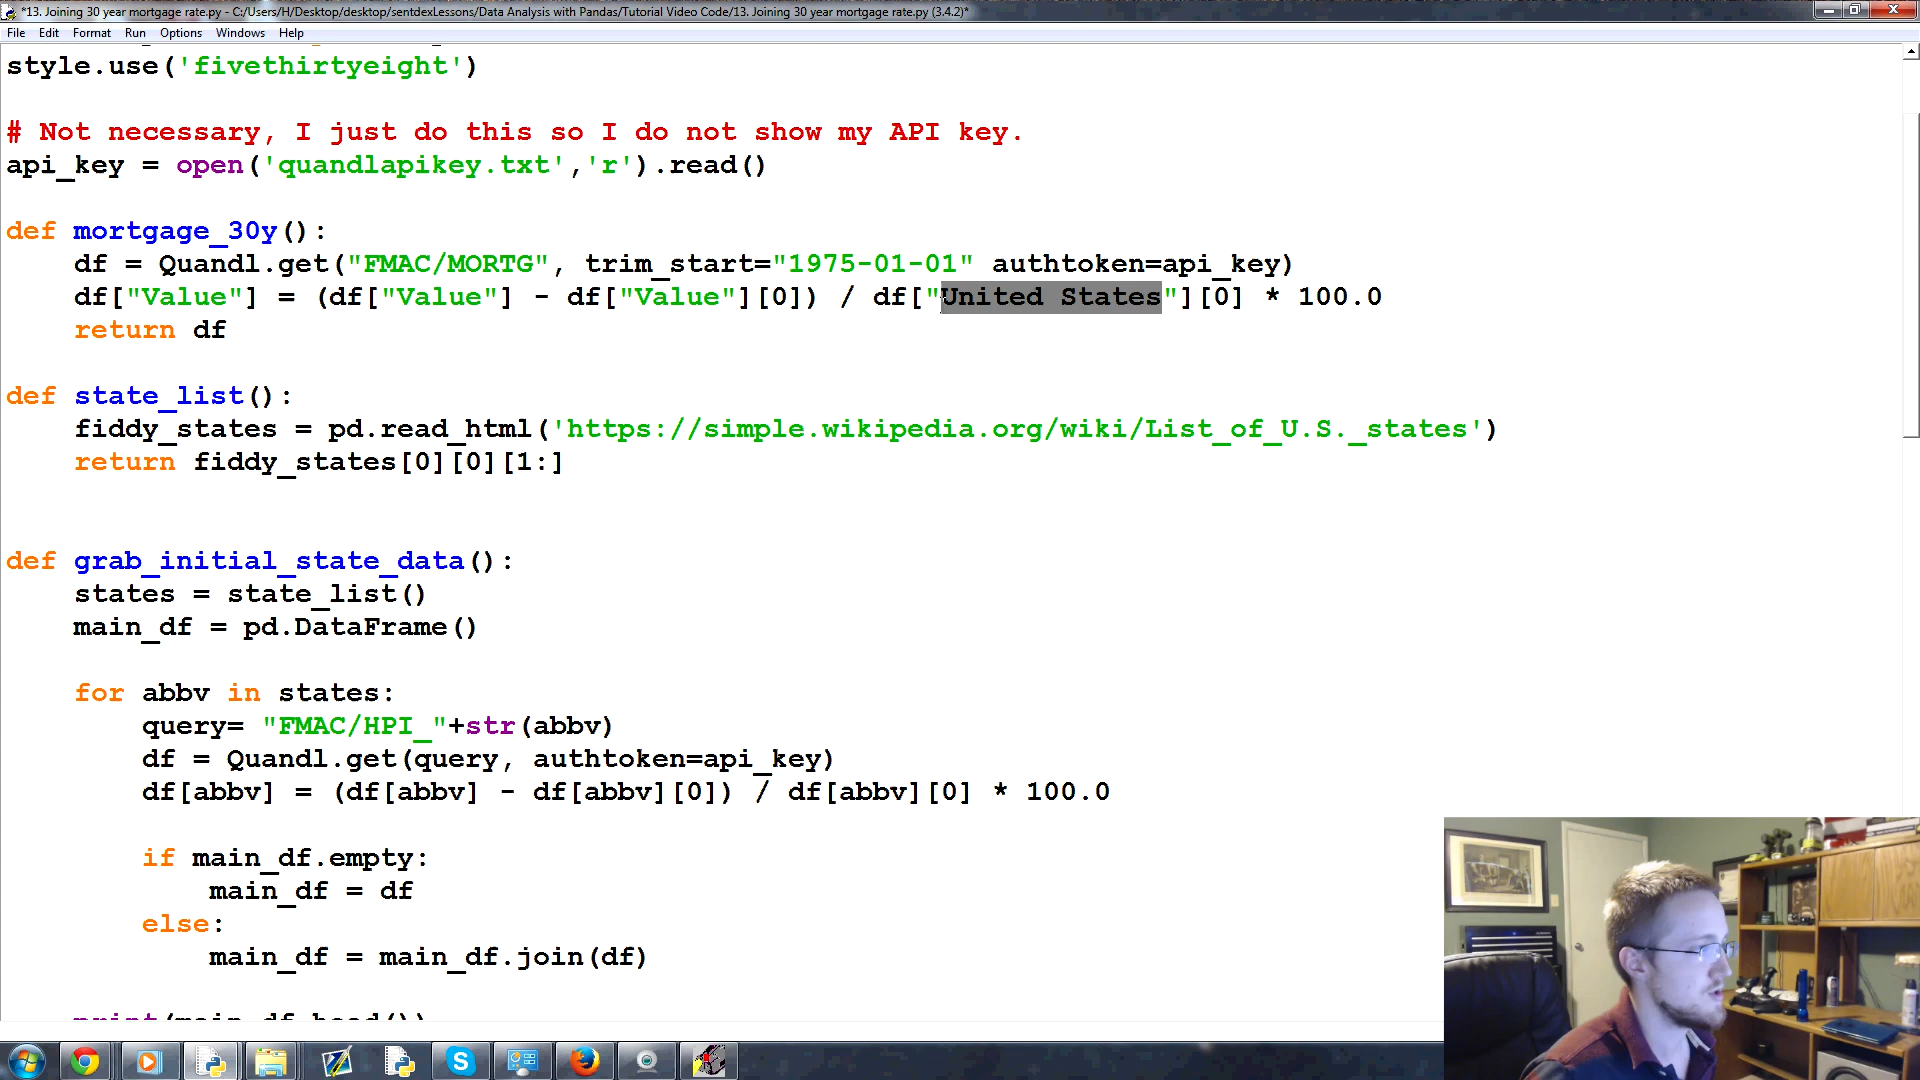 *13. Joining 30 year mortgage rate.py - C:/Users/H/Desktop/desktop/sentdexLessons/Data Analysis with Pandas/Tutorial Video Code/13. Joining 30 year mortgage rate.py (3.4.2)*
File Edit Format Run Options Windows Help
style.use('fivethirtyeight')
# Not necessary, I just do this so I do not show my API key.
api_key = open('quandlapikey.txt','r').read()
def mortgage_30y():
df = Quandl.get("FMAC/MORTG", trim_start="1975-01-01" authtoken=api_key)
df["Value"] = (df["Value"] - df["Value"][0]) / df["United States"][0] * 100.0
return df
def state_list():
fiddy_states = pd.read_html('https://simple.wikipedia.org/wiki/List_of_U.S._states')
return fiddy_states[0][0][1:]
def grab_initial_state_data():
states = state_list()
main_df = pd.DataFrame()
for abbv in states:
query= "FMAC/HPI_"+str(abbv)
df = Quandl.get(query, authtoken=api_key)
df[abbv] = (df[abbv] - df[abbv][0]) / df[abbv][0] * 100.0
if main_df.empty:
main_df = df
else:
main_df = main_df.join(df)
print(main_df.head())